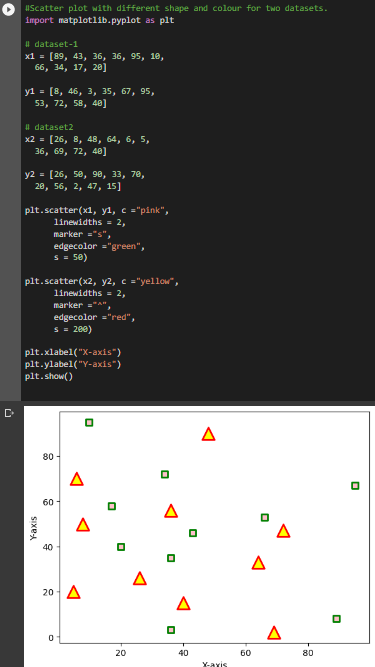 #Scatter plot with different shape and colour for two datasets.
import matplotlib.pyplot as plt
# dataset-1
x1 = [89, 43, 36, 36, 95, 10,
66, 34, 17, 20]
y1 = [8, 46, 3, 35, 67, 95,
53, 72, 58, 40]
# dataset2
x2 = [26, 8, 48, 64, 6, 5,
36, 69, 72, 40]
y2 = [26, 50, 90, 33, 70,
20, 56, 2, 47, 15]
plt.scatter(x1, y1, c ="pink",
linewidths = 2,
marker ="s",
edgecolor ="green",
s = 50)
plt.scatter(x2, y2, c ="yellow",
linewidths = 2,
marker ="^",
edgecolor ="red",
s = 200)
plt.xlabel("X-axis")
plt.ylabel("Y-axis")
plt.show()
80
60
Y-axis
40
20
0
20 40 60 80
X-axis